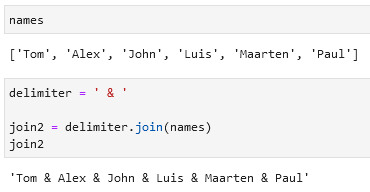 names
['Tom', 'Alex', 'John', 'Luis', 'Maarten', 'Paul']
delimiter = ' & '
join2 = delimiter.join(names)
join2
'Tom & Alex & John & Luis & Maarten & Paul'